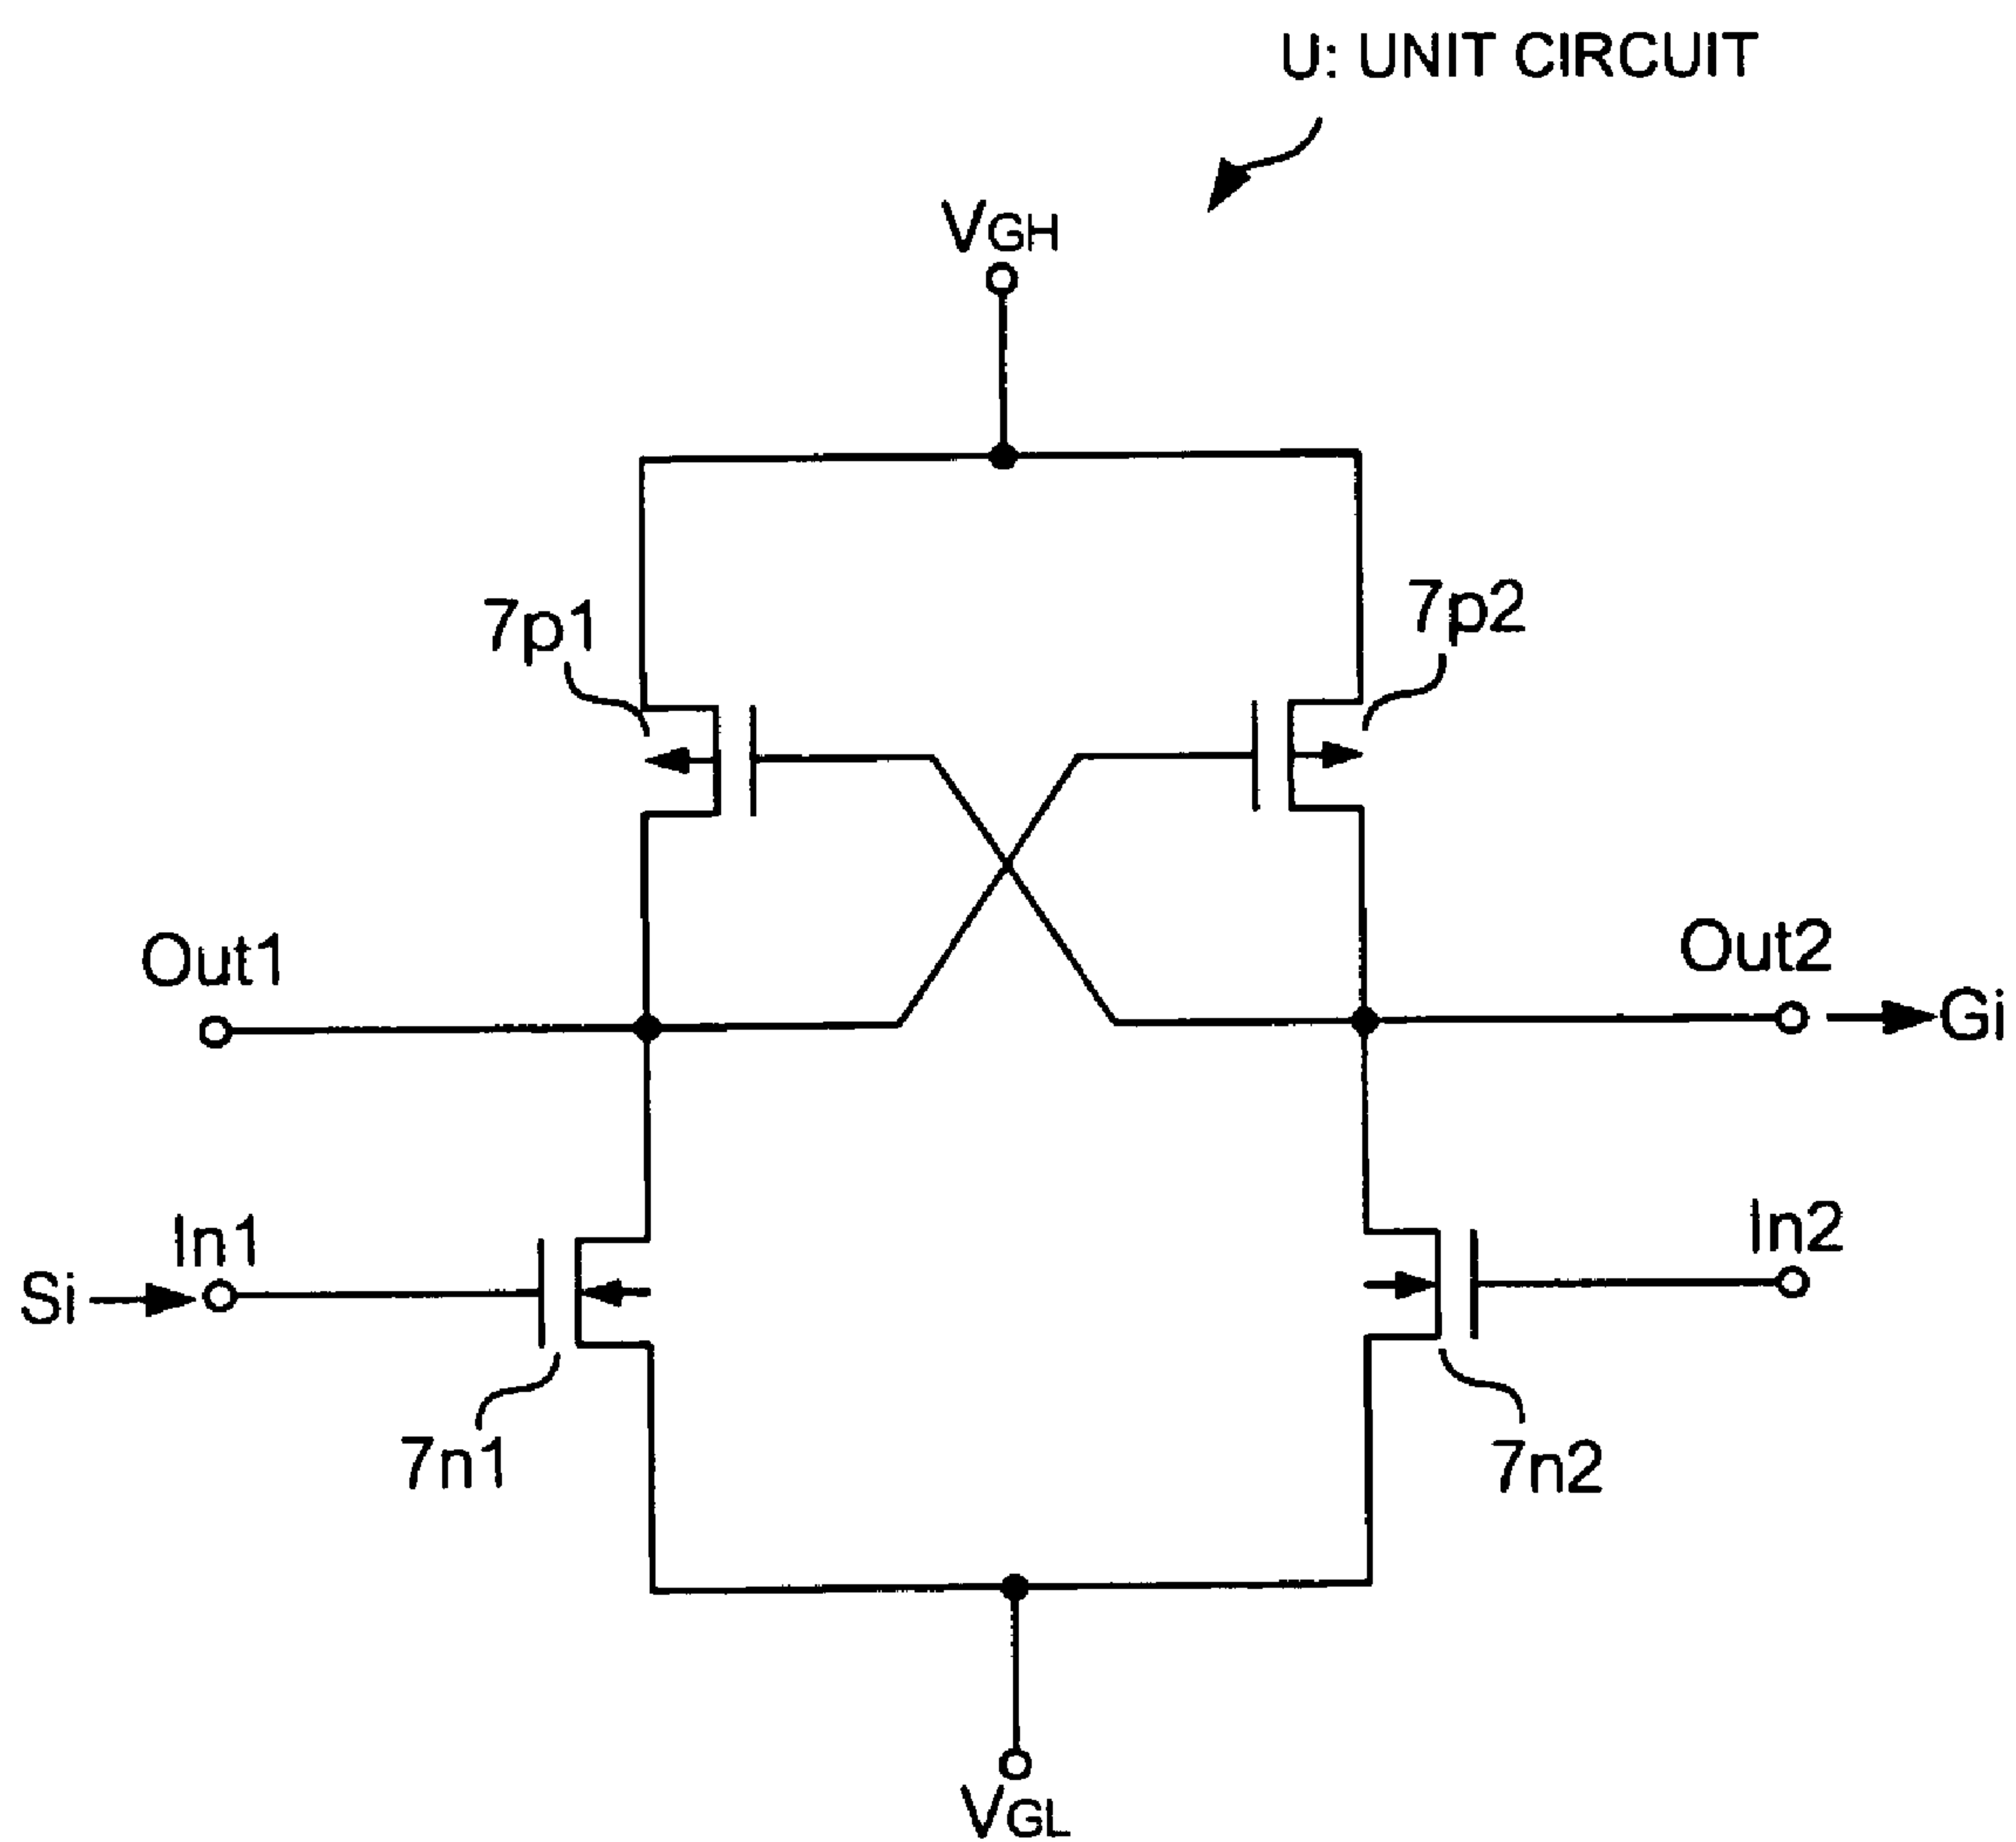 U: UNIT CIRCUIT
VGH
7p1
7p2
Out1
Out2
Gi
In1
In2
Si
7n1
7n2
VGL